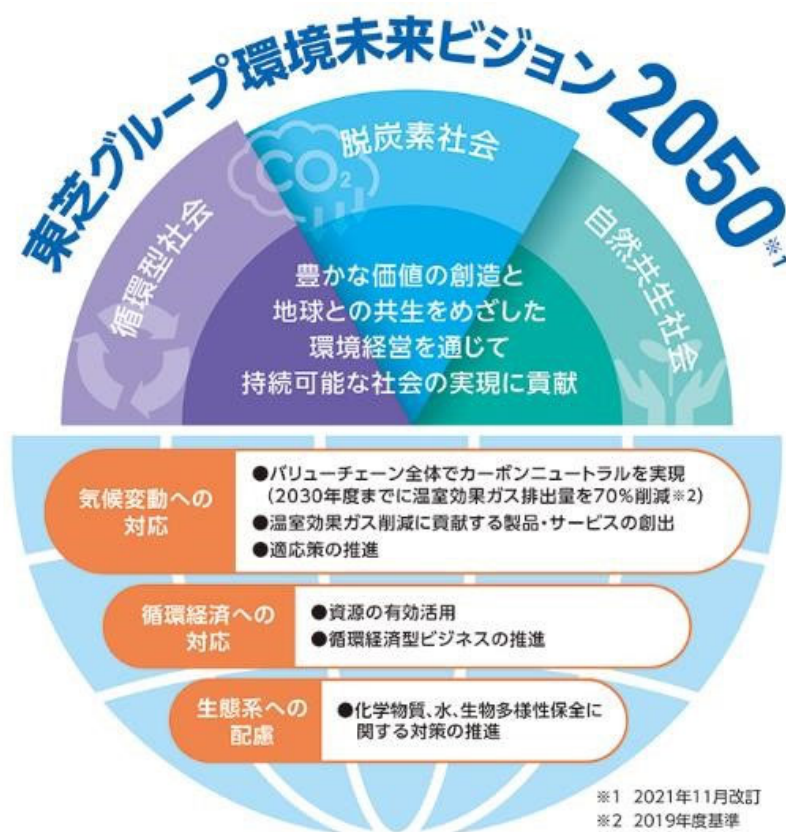 東芝グループ環境未来ビジョン2050※1
循環型社会
脱炭素社会
CO2
自然共生社会
豊かな価値の創造と
地球との共生をめざした
環境経営を通じて
持続可能な社会の実現に貢献
気候変動への
対応
●バリューチェーン全体でカーボンニュートラルを実現
(2030年度までに温室効果ガス排出量を70%削減※2)
●温室効果ガス削減に貢献する製品・サービスの創出
●適応策の推進
循環経済への
対応
●資源の有効活用
●循環経済型ビジネスの推進
生態系への
配慮
●化学物質、水、生物多様性保全に
関する対策の推進
※1 2021年11月改訂
※2 2019年度基準